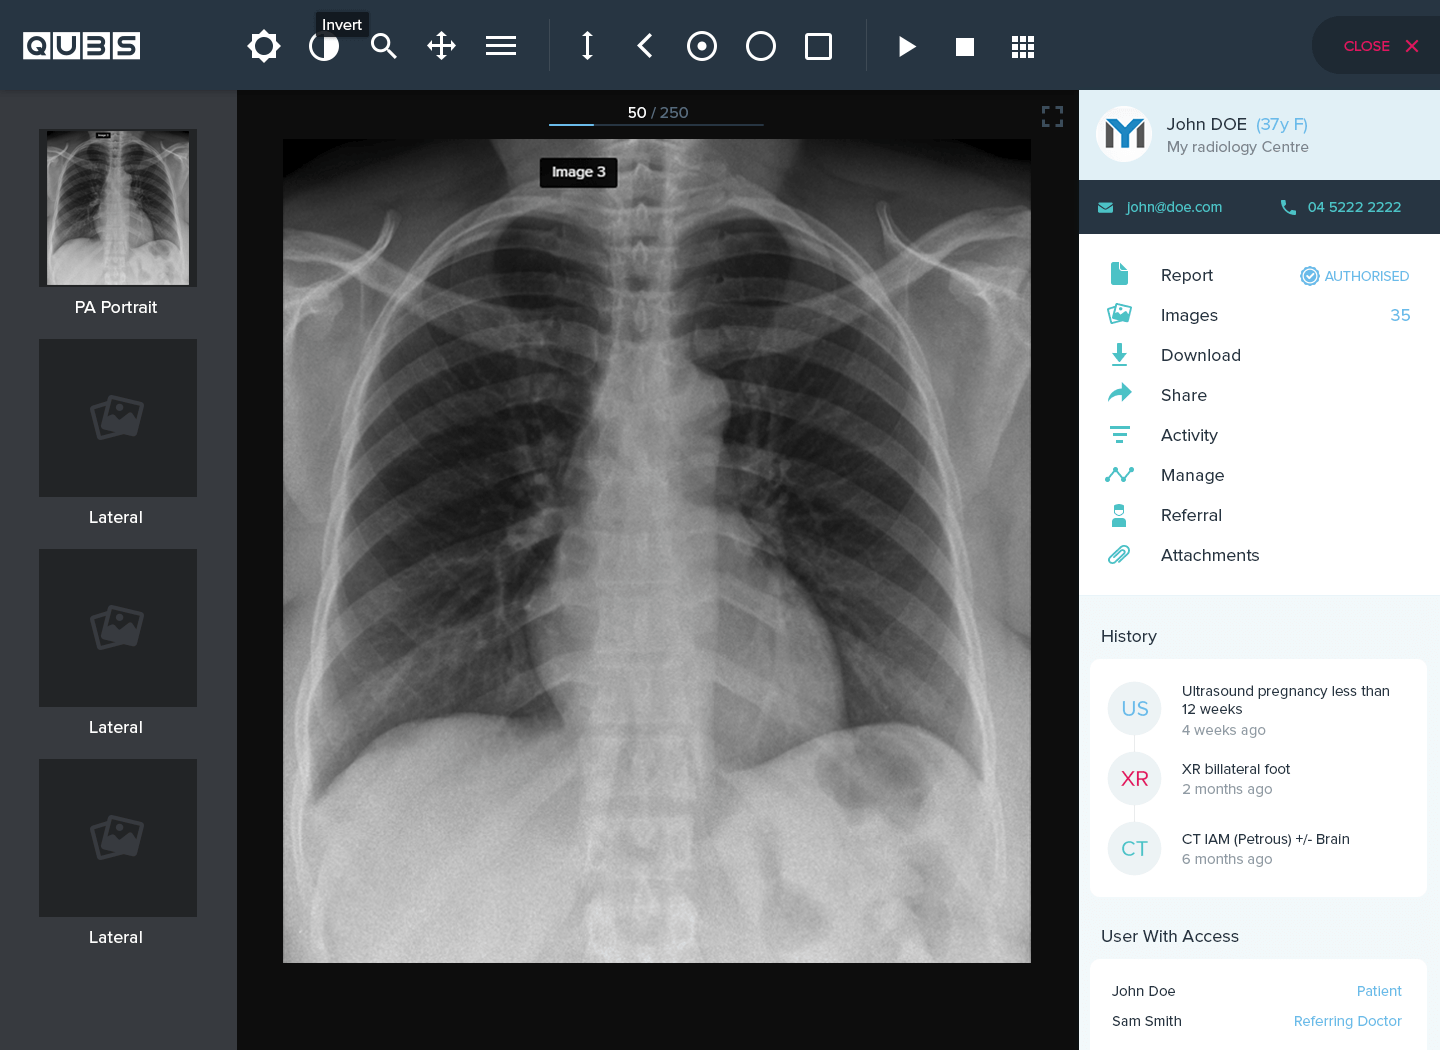 QUBS
Invert
CLOSE
50 / 250
Image 3
PA Portrait
Lateral
Lateral
Lateral
John DOE (37y F)
My radiology Centre
john@doe.com
04 5222 2222
Report
AUTHORISED
Images
35
Download
Share
Activity
Manage
Referral
Attachments
History
US
Ultrasound pregnancy less than
12 weeks
4 weeks ago
XR
XR billateral foot
2 months ago
CT
CT IAM (Petrous) +/- Brain
6 months ago
User With Access
John Doe
Patient
Sam Smith
Referring Doctor